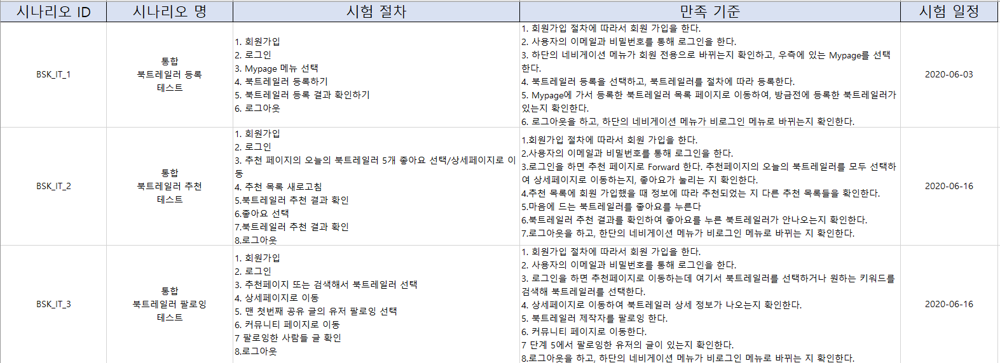 시나리오 ID
시나리오 명
시험 절차
만족 기준
시험 일정
BSK_IT_1
통합
북트레일러 등록
테스트
1. 회원가입
2. 로그인
3. Mypage 메뉴 선택
4. 북트레일러 등록하기
5. 북트레일러 등록 결과 확인하기
6. 로그아웃
1. 회원가입 절차에 따라서 회원 가입을 한다.
2. 사용자의 이메일과 비밀번호를 통해 로그인을 한다.
3. 하단의 네비게이션 메뉴가 회원 전용으로 바뀌는지 확인하고, 우측에 있는 Mypage를 선택
한다.
4. 북트레일러 등록을 선택하고, 북트레일러를 절차에 따라 등록한다.
5. Mypage에 가서 등록한 북트레일러 목록 페이지로 이동하여, 방금전에 등록한 북트레일러가
있는지 확인한다.
6. 로그아웃을 하고, 하단의 네비게이션 메뉴가 비로그인 메뉴로 바뀌는지 확인한다.
2020-06-03
BSK_IT_2
통합
북트레일러 추천
테스트
1. 회원가입
2. 로그인
3. 추천 페이지의 오늘의 북트레일러 5개 좋아요 선택/상세페이지로 이
동
4. 추천 목록 새로고침
5.북트레일러 추천 결과 확인
6.좋아요 선택
7.북트레일러 추천 결과 확인
8.로그아웃
1.회원가입 절차에 따라서 회원 가입을 한다.
2.사용자의 이메일과 비밀번호를 통해 로그인을 한다.
3.로그인을 하면 추천 페이지로 Forward 한다. 추천페이지의 오늘의 북트레일러를 모두 선택하
여 상세페이지로 이동하는지, 좋아요가 눌리는 지 확인한다.
4.추천 목록에 회원 가입했을 때 정보에 따라 추천되었는 지 다른 추천 목록들을 확인한다.
5.마음에 드는 북트레일러를 좋아요를 누른다
6.북트레일러 추천 결과를 확인하여 좋아요를 누른 북트레일러가 안나오는지 확인한다.
7.로그아웃을 하고, 한단의 네비게이션 메뉴가 비로그인 메뉴로 바뀌는 지 확인한다.
2020-06-16
BSK_IT_3
통합
북트레일러 팔로잉
테스트
1. 회원가입
2. 로그인
3. 추천페이지 또는 검색해서 북트레일러 선택
4. 상세페이지로 이동
5. 맨 첫번째 공유 글의 유저 팔로잉 선택
6. 커뮤니티 페이지로 이동
7 팔로잉한 사람들 글 확인
8.로그아웃
1. 회원가입 절차에 따라서 회원 가입을 한다.
2. 사용자의 이메일과 비밀번호를 통해 로그인을 한다.
3. 로그인을 하면 추천페이지로 이동하는데 여기서 북트레일러를 선택하거나 원하는 키워드를
검색해 북트레일러를 선택한다.
4. 상세페이지로 이동하여 북트레일러 상세 정보가 나오는지 확인한다.
5. 북트레일러 제작자를 팔로잉 한다.
6. 커뮤니티 페이지로 이동한다.
7 단계 5에서 팔로잉한 유저의 글이 있는지 확인한다.
8.로그아웃을 하고, 하단의 네비게이션 메뉴가 비로그인 메뉴로 바뀌는 지 확인한다.
2020-06-16